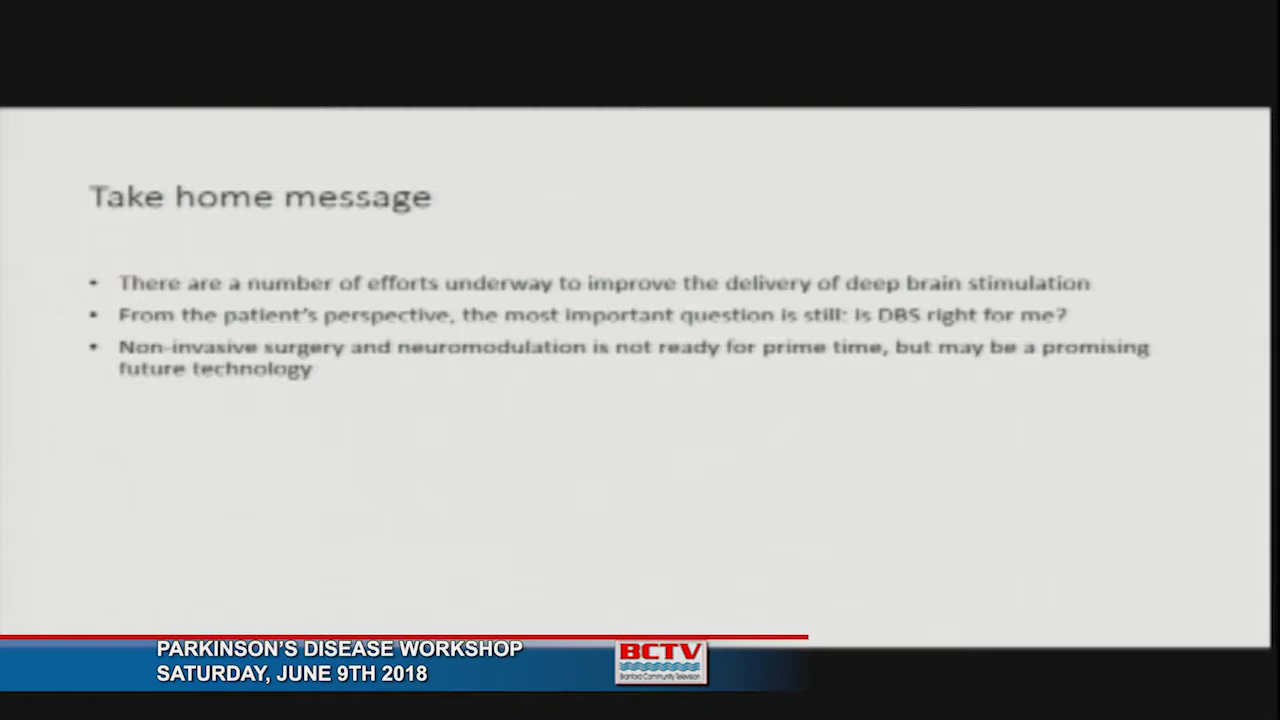 Take home message
• There are a number of efforts underway to improve the delivery of deep brain stimulation
• From the patient's perspective, the most important question is still: Is DBS right for me?
• Non-invasive surgery and neuromodulation is not ready for prime time, but may be a promising
future technology
PARKINSON'S DISEASE WORKSHOP
SATURDAY, JUNE 9TH 2018
BCTV
Branford Community Television